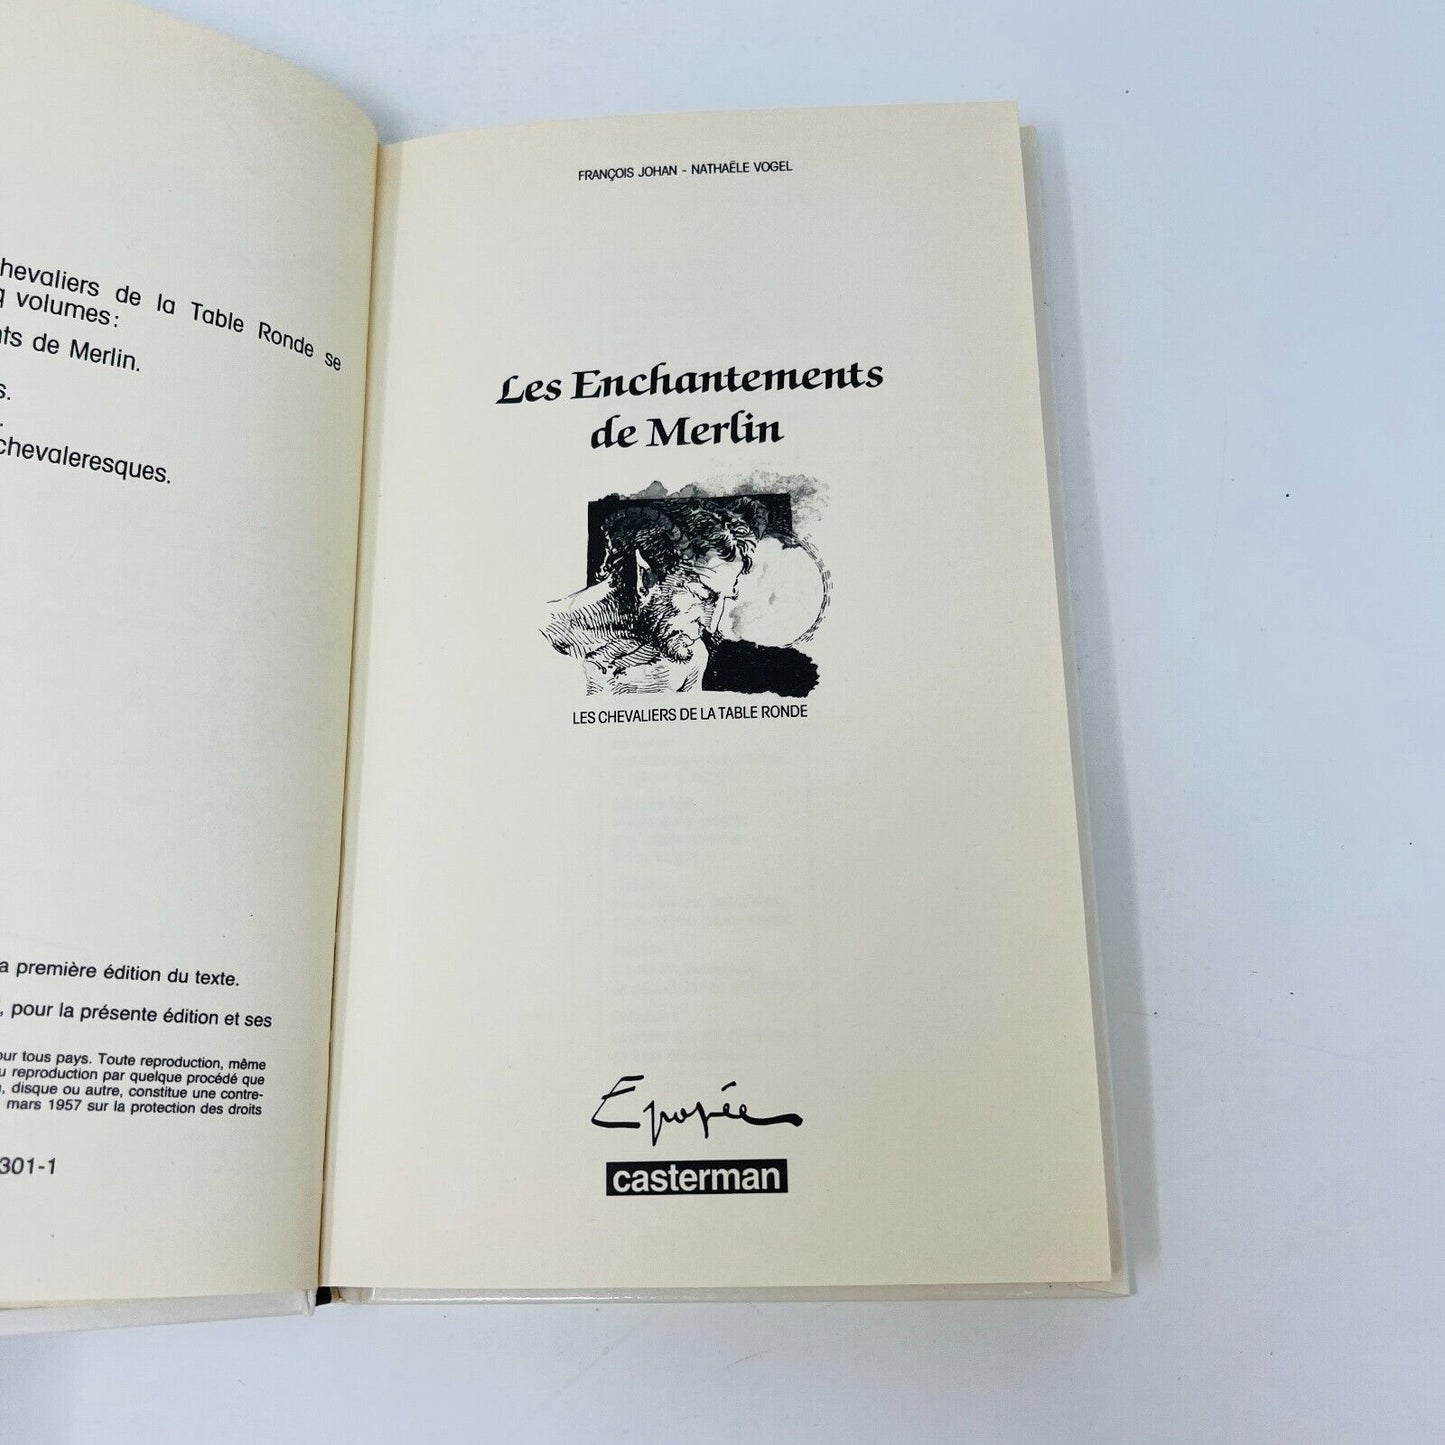 hevaliers de la Table Ronde se
q volumes:
nts de Merlin.
s.
.
chevaleresques.
a première édition du texte.
, pour la présente édition et ses
our tous pays. Toute reproduction, même
u reproduction par quelque procédé que
, disque ou autre, constitue une contre-
mars 1957 sur la protection des droits
301-1
FRANÇOIS JOHAN - NATHAËLE VOGEL
Les Enchantements
de Merlin
LES CHEVALIERS DE LA TABLE RONDE
Epopée
casterman